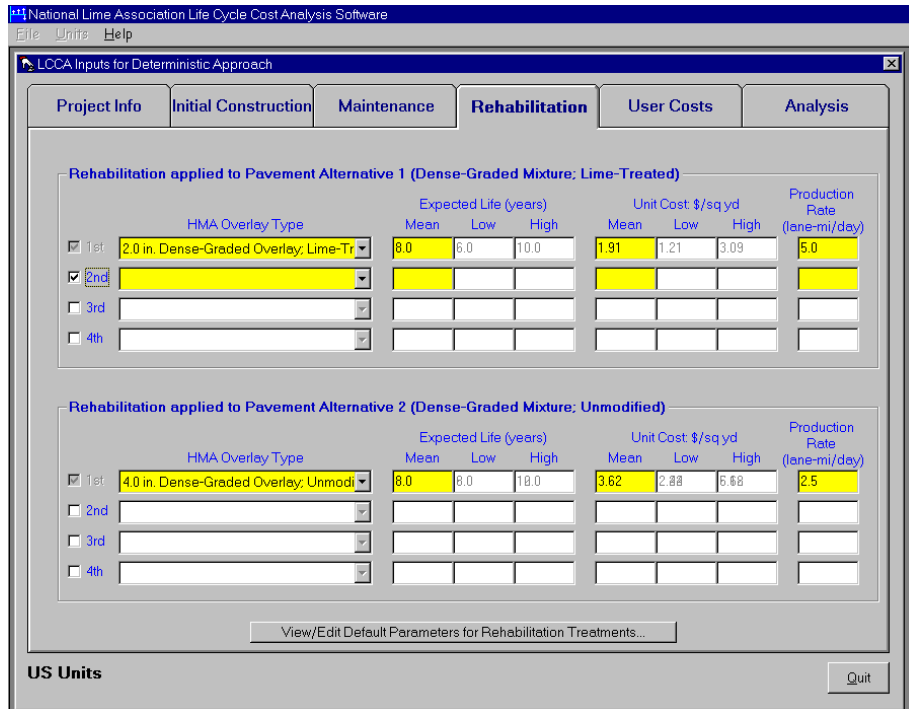 National Lime Association Life Cycle Cost Analysis Software
File Units Help
LCCA Inputs for Deterministic Approach
Project Info Initial Construction Maintenance Rehabilitation User Costs Analysis
Rehabilitation applied to Pavement Alternative 1 (Dense-Graded Mixture; Lime-Treated)
Expected Life (years) Unit Cost: $/sq yd Production Rate (lane-mi/day)
HMA Overlay Type Mean Low High Mean Low High
1st 2.0 in. Dense-Graded Overlay; Lime-Tr 8.0 6.0 10.0 1.91 1.21 3.09 5.0
2nd
3rd
4th
Rehabilitation applied to Pavement Alternative 2 (Dense-Graded Mixture; Unmodified)
Expected Life (years) Unit Cost: $/sq yd Production Rate (lane-mi/day)
HMA Overlay Type Mean Low High Mean Low High
1st 4.0 in. Dense-Graded Overlay; Unmodi 8.0 3.62 2.5
2nd
3rd
4th
View/Edit Default Parameters for Rehabilitation Treatments...
US Units
Quit